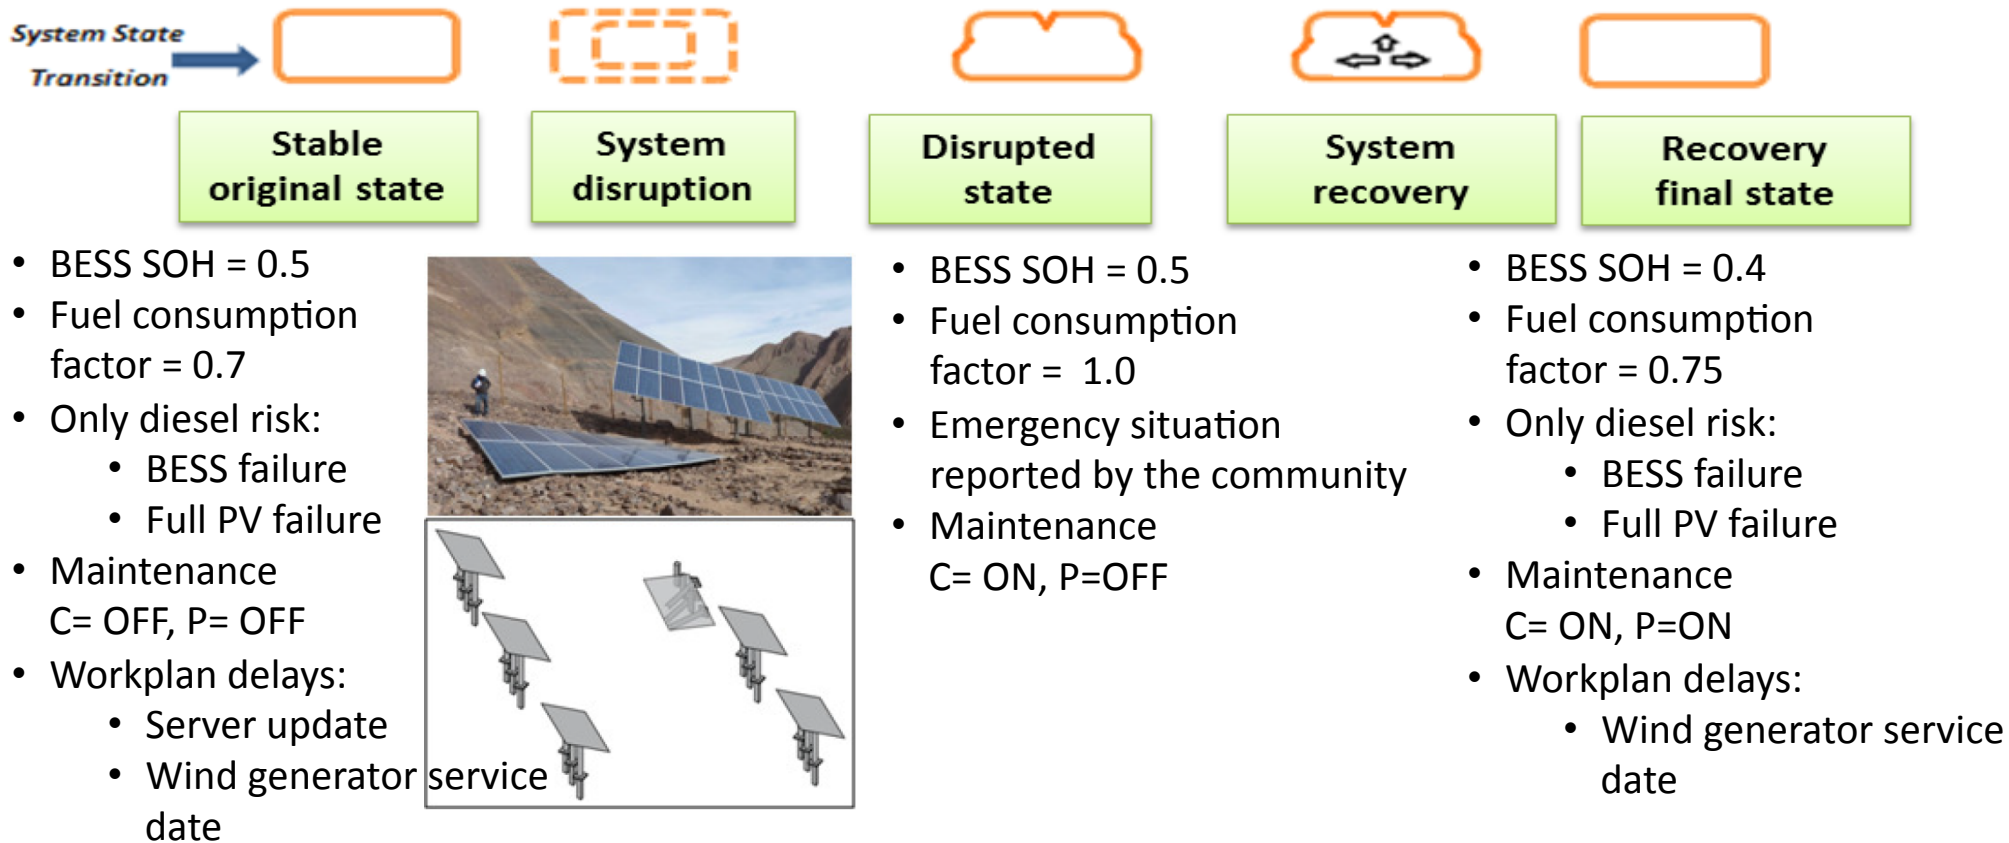 System State
Transition
Stable
original state
System
disruption
Disrupted
state
System
recovery
Recovery
final state
• BESS SOH = 0.5
• Fuel consumption
factor = 0.7
• Only diesel risk:
• BESS failure
• Full PV failure
• Maintenance
C= OFF, P= OFF
• Workplan delays:
• Server update
• Wind generator service
date
• BESS SOH = 0.5
• Fuel consumption
factor = 1.0
• Emergency situation
reported by the community
• Maintenance
C= ON, P=OFF
• BESS SOH = 0.4
• Fuel consumption
factor = 0.75
• Only diesel risk:
• BESS failure
• Full PV failure
• Maintenance
C= ON, P=ON
• Workplan delays:
• Wind generator service
date